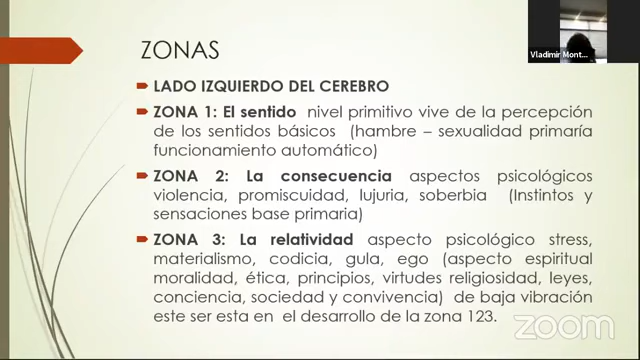 ZONAS
LADO IZQUIERDO DEL CEREBRO
ZONA 1: El sentido nivel primitivo vive de la percepción
de los sentidos básicos (hambre – sexualidad primaría
funcionamiento automático)
ZONA 2: La consecuencia aspectos psicológicos
violencia, promiscuidad, lujuria, soberbia (Instintos y
sensaciones base primaria)
ZONA 3: La relatividad aspecto psicológico stress,
materialismo, codicia, gula, ego (aspecto espiritual
moralidad, ética, principios, virtudes religiosidad, leyes,
conciencia, sociedad y convivencia) de baja vibración
este ser esta en el desarrollo de la zona 123.
Vladimir Mont...
zoom